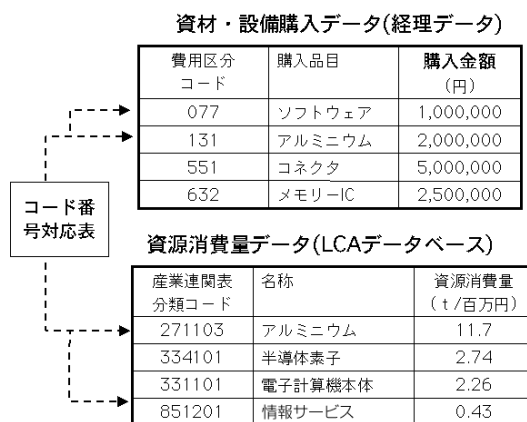 資材・設備購入データ(経理データ)
費用区分コード 購入品目 購入金額(円)
077 ソフトウェア 1,000,000
131 アルミニウム 2,000,000
551 コネクタ 5,000,000
632 メモリーIC 2,500,000
コード番
号対応表
資源消費量データ(LCAデータベース)
産業連関表分類コード 名称 資源消費量(t/百万円)
271103 アルミニウム 11.7
334101 半導体素子 2.74
331101 電子計算機本体 2.26
851201 情報サービス 0.43